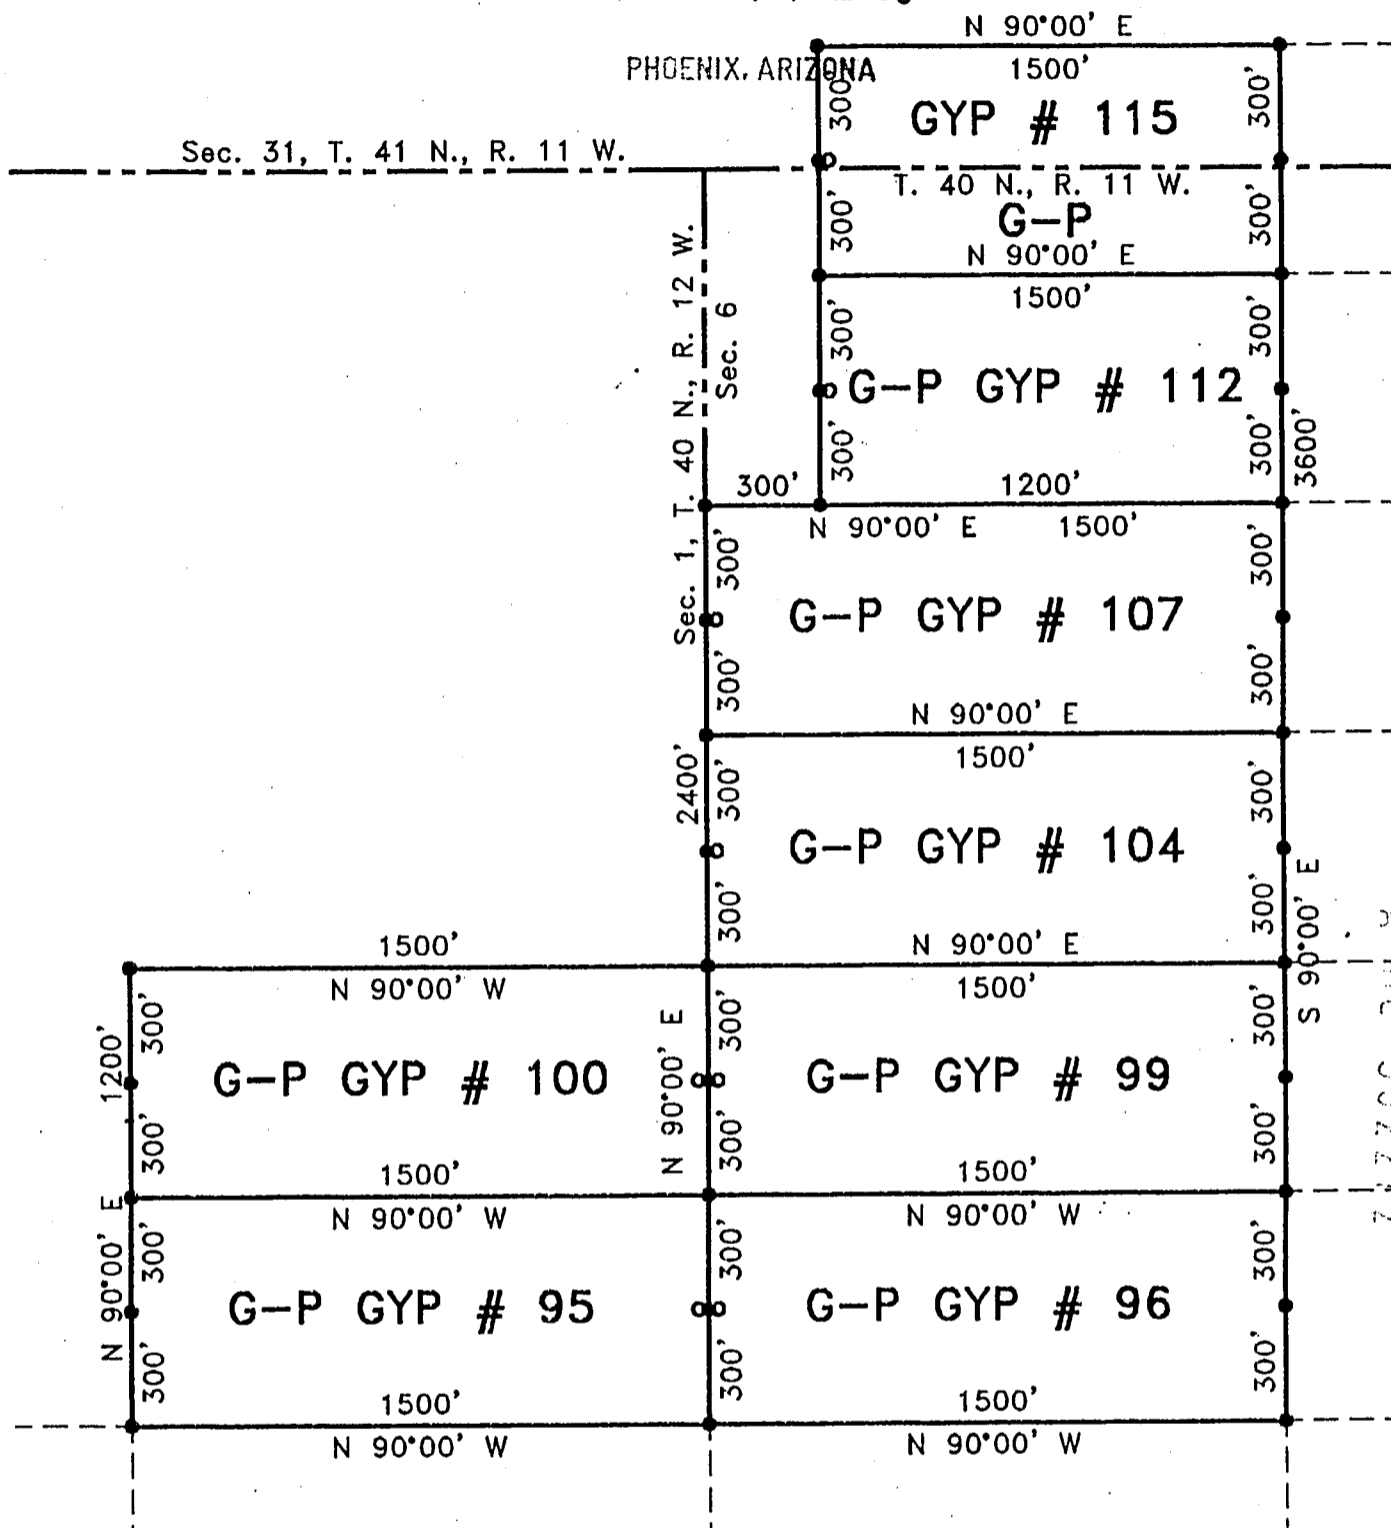 N 90°00' E
PHOENIX, ARIZONA
1500'
300'
300'
GYP # 115
Sec. 31, T. 41 N., R. 11 W.
T. 40 N., R. 11 W.
300'
300'
G-P
N 90°00' E
1500'
Sec. 1, T. 40 N., R. 12 W.
Sec. 6
300'
300'
G-P GYP # 112
300'
300'
3600'
300'
1200'
N 90°00' E
1500'
300'
300'
G-P GYP # 107
300'
300'
N 90°00' E
1500'
2400'
300'
300'
G-P GYP # 104
300'
300'
S 90°00' E
1500'
N 90°00' E
N 90°00' W
1500'
1200'
300'
N 90°00' E
300'
300'
G-P GYP # 100
G-P GYP # 99
300'
300'
300'
1500'
1500'
N 90°00' W
N 90°00' W
N 90°00' E
300'
300'
300'
G-P GYP # 95
G-P GYP # 96
300'
300'
300'
1500'
1500'
N 90°00' W
N 90°00' W